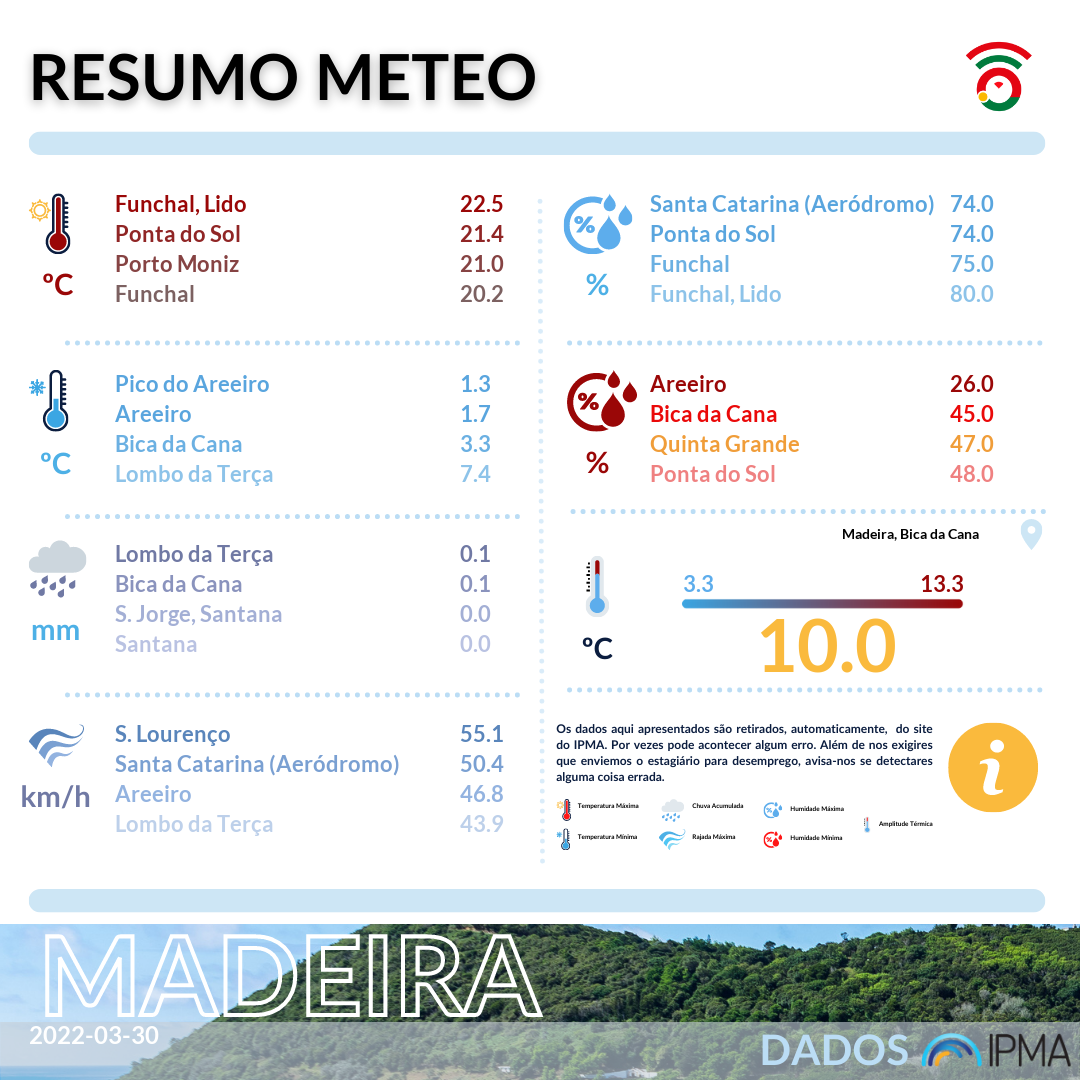 RESUMO METEO
Funchal, Lido 22.5
Ponta do Sol 21.4
Porto Moniz 21.0
Funchal 20.2
ºC
Pico do Areeiro 1.3
Areeiro 1.7
Bica da Cana 3.3
Lombo da Terça 7.4
ºC
Lombo da Terça 0.1
Bica da Cana 0.1
S. Jorge, Santana 0.0
Santana 0.0
mm
S. Lourenço 55.1
Santa Catarina (Aeródromo) 50.4
Areeiro 46.8
Lombo da Terça 43.9
km/h
Santa Catarina (Aeródromo) 74.0
Ponta do Sol 74.0
Funchal 75.0
Funchal, Lido 80.0
%
%
Areeiro 26.0
Bica da Cana 45.0
Quinta Grande 47.0
Ponta do Sol 48.0
%
%
Madeira, Bica da Cana
3.3 13.3
10.0
ºC
Os dados aqui apresentados são retirados, automaticamente, do site
do IPMA. Por vezes pode acontecer algum erro. Além de nos exigires
que enviemos o estagiário para desemprego, avisa-nos se detectares
alguma coisa errada.
i
Temperatura Máxima Chuva Acumulada Humidade Máxima
Amplitude Térmica
Temperatura Mínima Rajada Máxima Humidade Mínima
MADEIRA
2022-03-30
DADOS IPMA